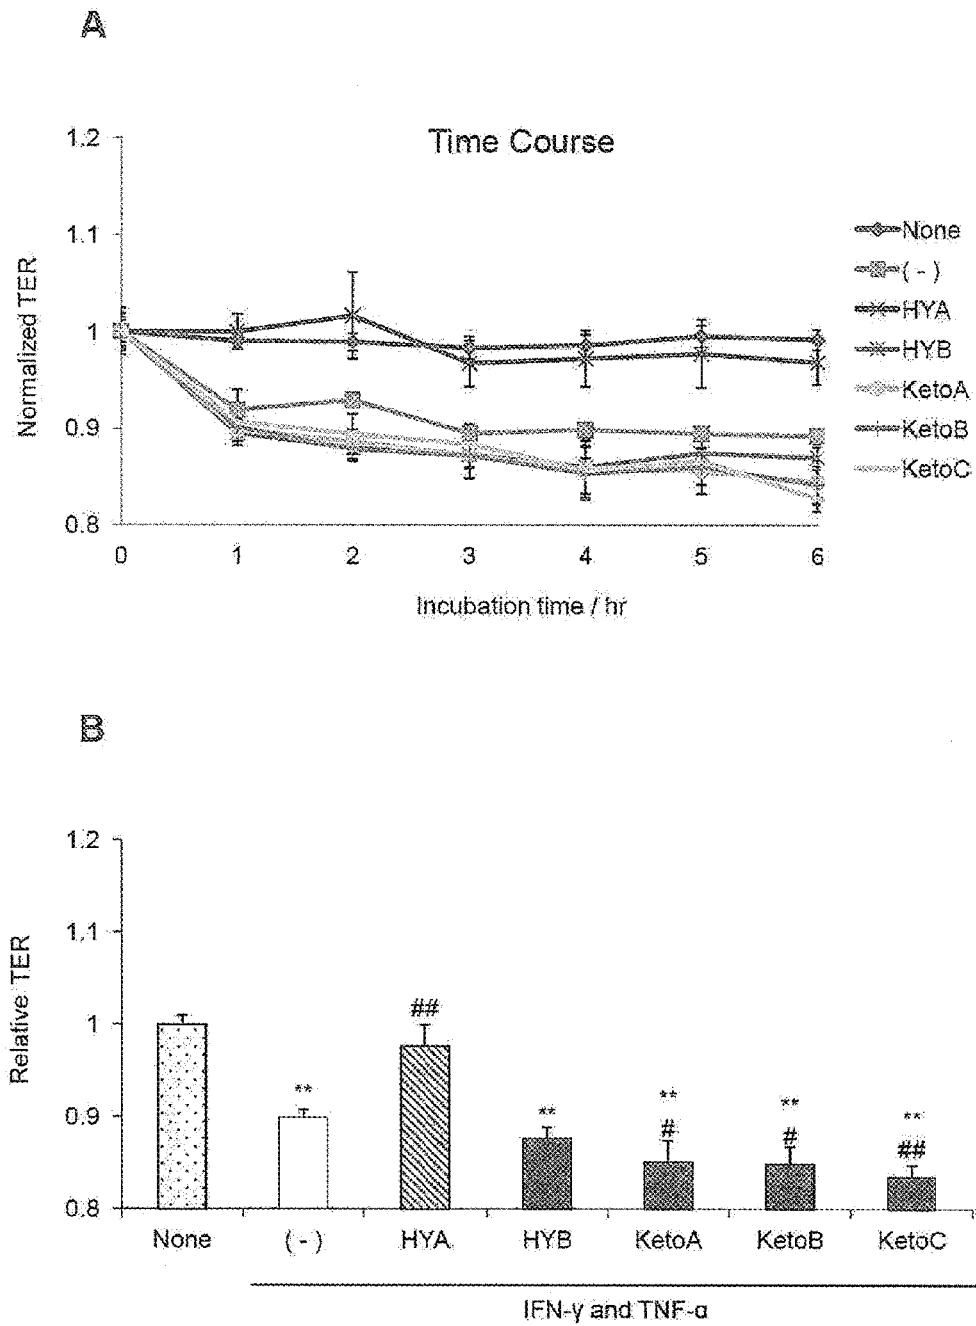 A
Time Course
1.2
1.1
1
0.9
0.8
Normalized TER
0 1 2 3 4 5 6
Incubation time / hr
None
( - )
HYA
HYB
KetoA
KetoB
KetoC
B
1.2
1.1
1
0.9
0.8
Relative TER
**
##
**
**
#
**
#
**
##
None ( - ) HYA HYB KetoA KetoB KetoC
IFN-γ and TNF-α